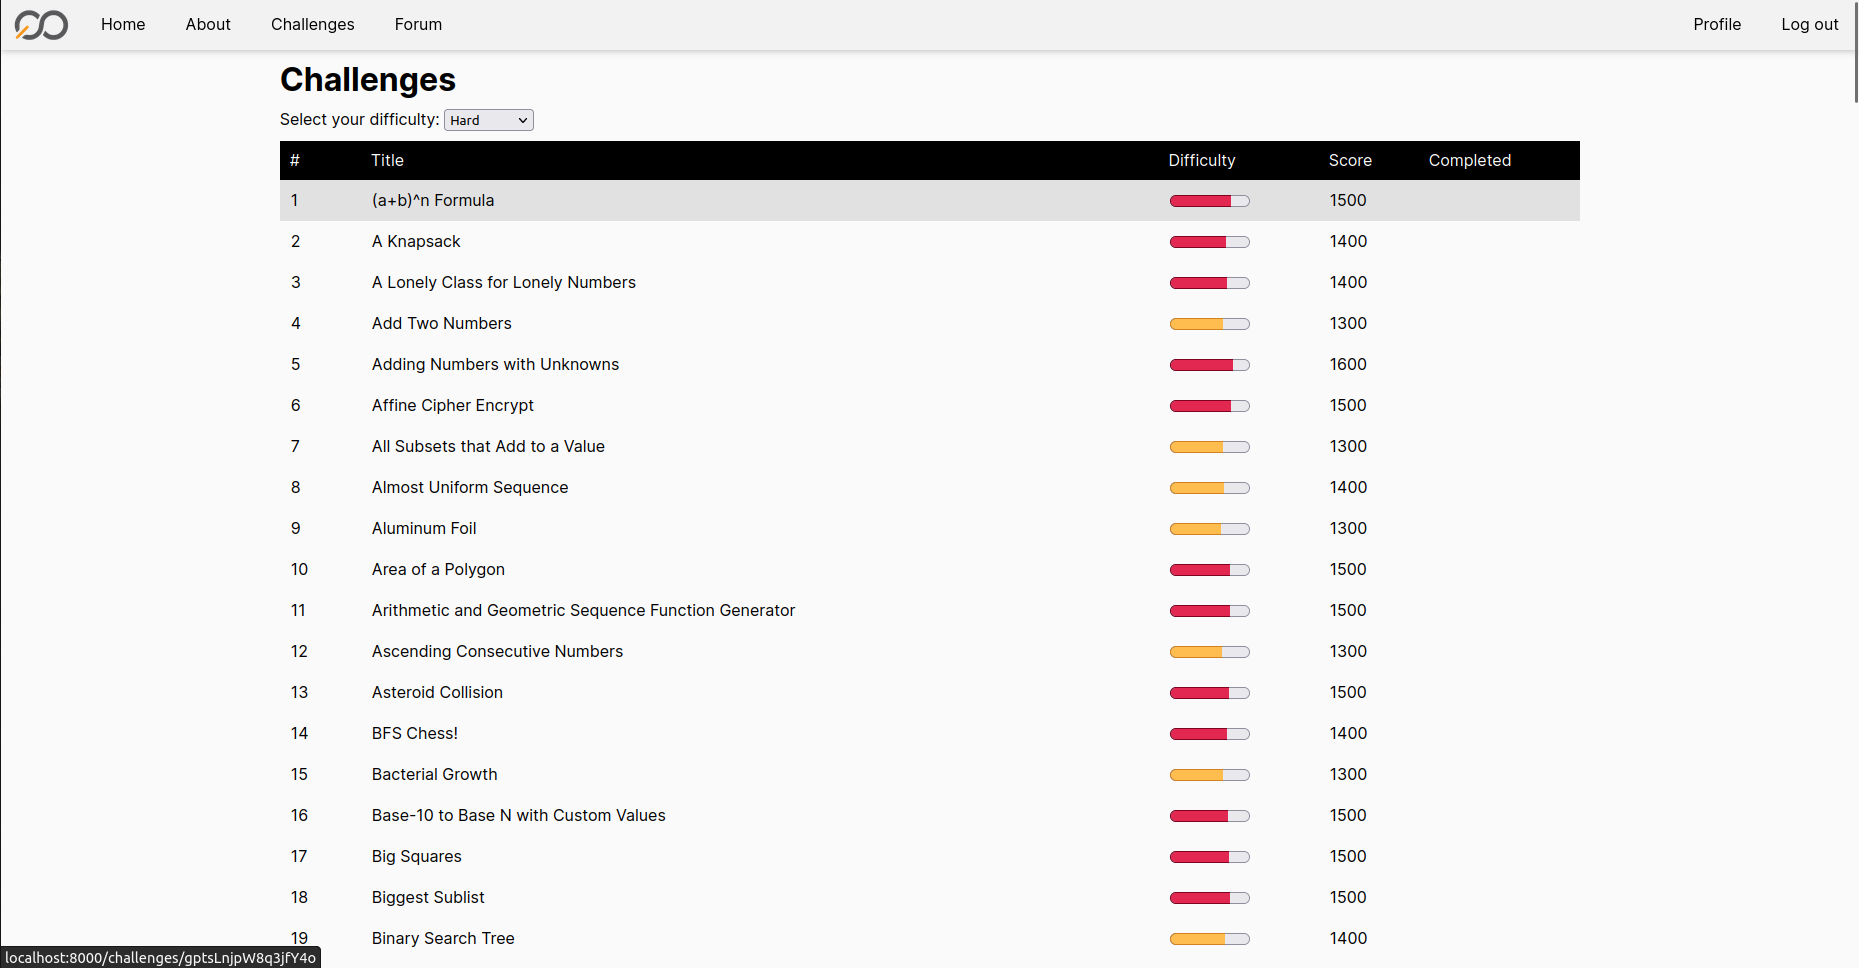 Home About Challenges Forum Profile Log out
Challenges
Select your difficulty: Hard
# Title Difficulty Score Completed
1 (a+b)^n Formula 1500
2 A Knapsack 1400
3 A Lonely Class for Lonely Numbers 1400
4 Add Two Numbers 1300
5 Adding Numbers with Unknowns 1600
6 Affine Cipher Encrypt 1500
7 All Subsets that Add to a Value 1300
8 Almost Uniform Sequence 1400
9 Aluminum Foil 1300
10 Area of a Polygon 1500
11 Arithmetic and Geometric Sequence Function Generator 1500
12 Ascending Consecutive Numbers 1300
13 Asteroid Collision 1500
14 BFS Chess! 1400
15 Bacterial Growth 1300
16 Base-10 to Base N with Custom Values 1500
17 Big Squares 1500
18 Biggest Sublist 1500
19 Binary Search Tree 1400
localhost:8000/challenges/gptsLnjpW8q3jfY4o